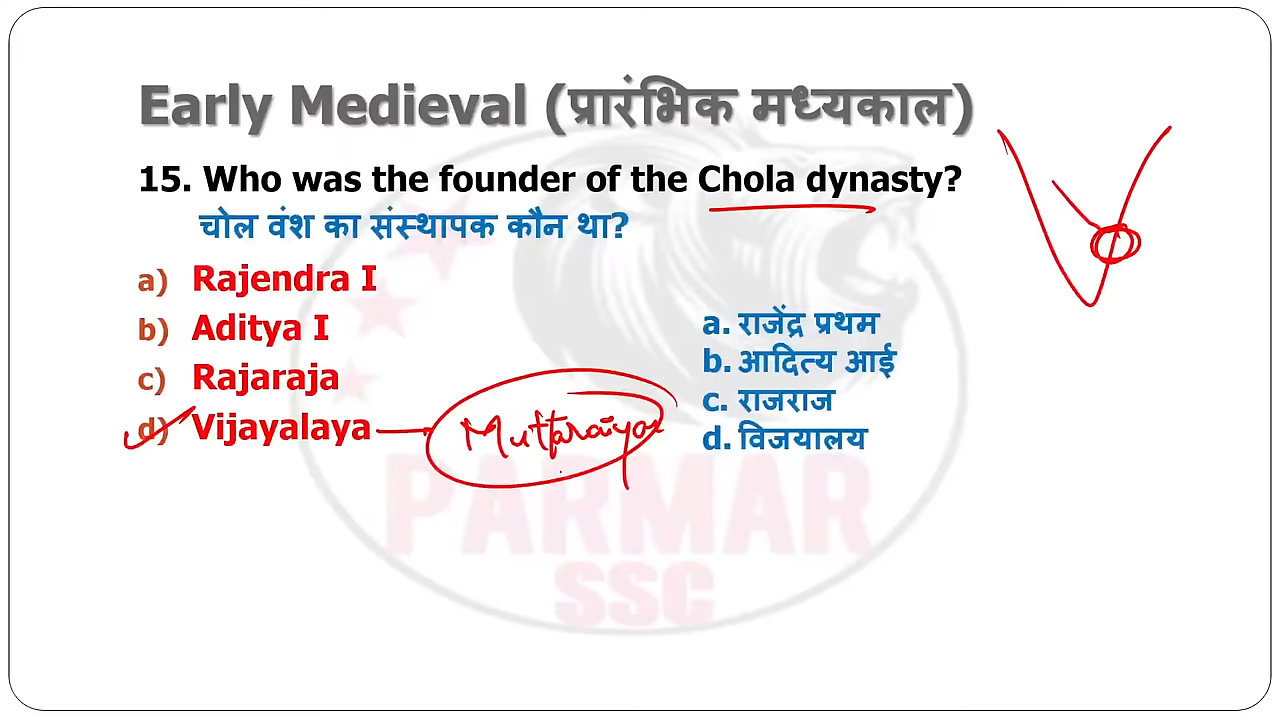 Early Medieval (प्रारंभिक मध्यकाल)
15. Who was the founder of the Chola dynasty?
चोल वंश का संस्थापक कौन था?
a) Rajendra I
b) Aditya I
c) Rajaraja
d) Vijayalaya
Muttaraiyar
a. राजेंद्र प्रथम
b. आदित्य आई
c. राजराज
d. विजयालय
PARMAR
SSC